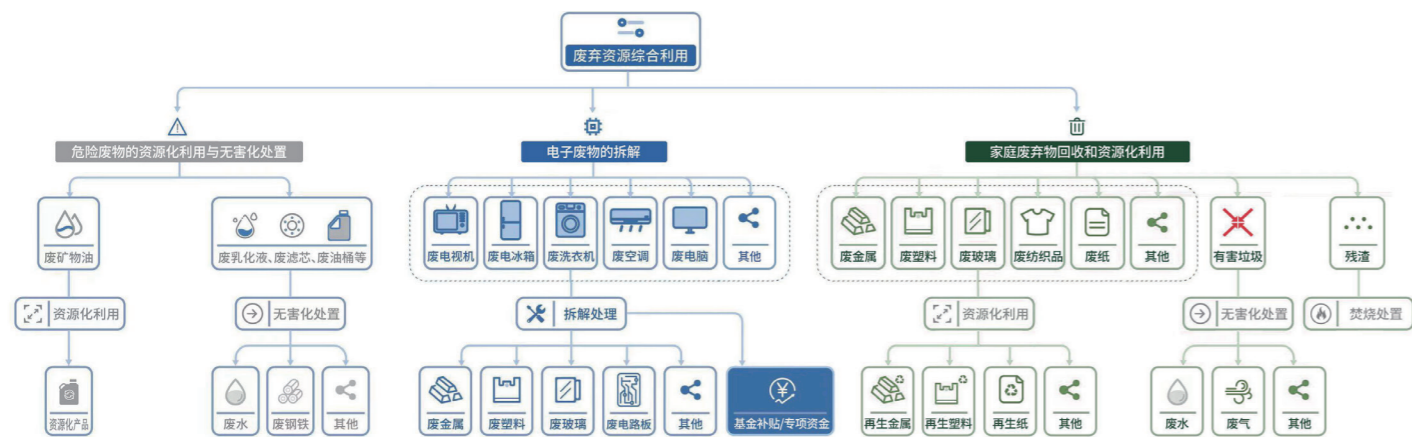 废弃资源综合利用
危险废物的资源化利用与无害化处置
电子废物的拆解
家庭废弃物回收和资源化利用
废矿物油
废乳化液、废滤芯、废油桶等
废电视机
废电冰箱
废洗衣机
废空调
废电脑
其他
废金属
废塑料
废玻璃
废纺织品
废纸
其他
有害垃圾
残渣
资源化利用
无害化处置
拆解处理
资源化利用
无害化处置
焚烧处置
资源化产品
废水
废钢铁
其他
废金属
废塑料
废玻璃
废电路板
其他
基金补贴/专项资金
再生金属
再生塑料
再生纸
其他
废水
废气
其他